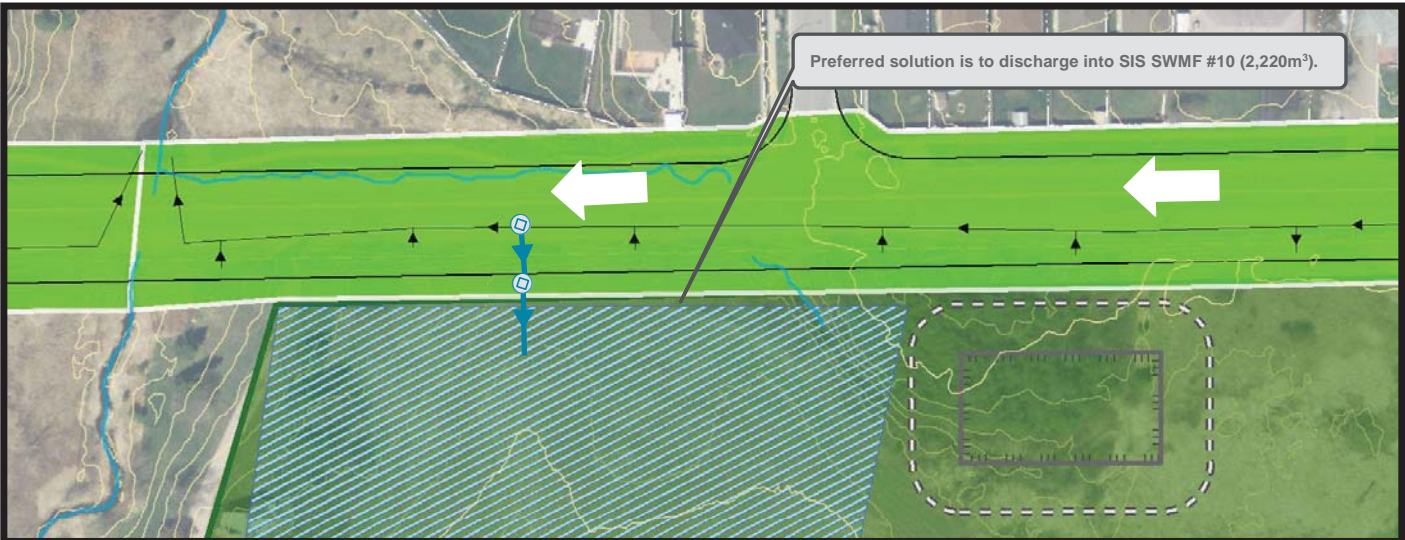 Preferred solution is to discharge into SIS SWMF #10 (2,220m³).